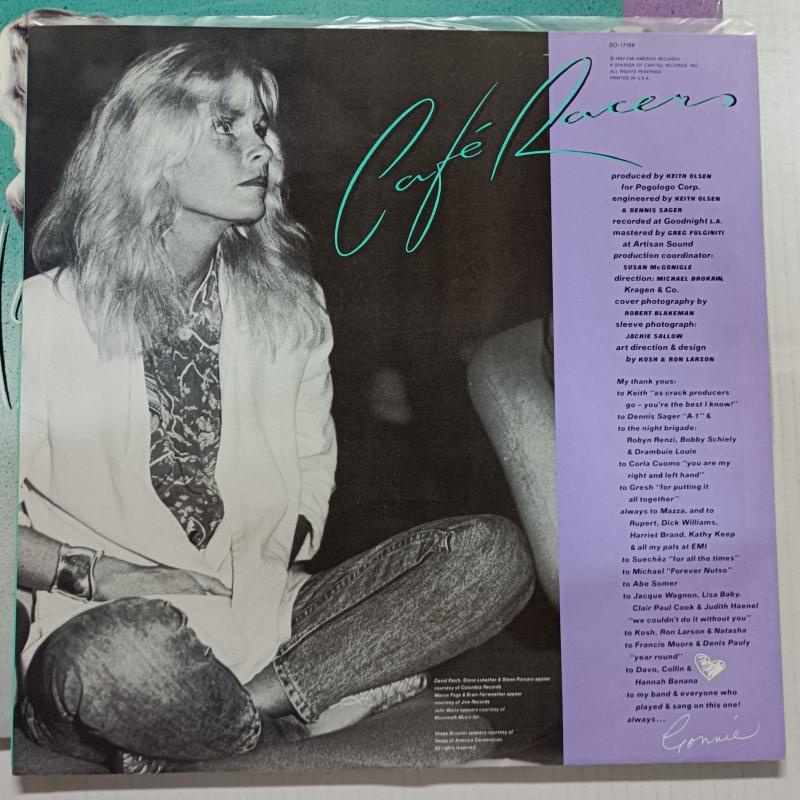 Café Racers
SO-17106
© 1983 EMI AMERICA RECORDS,
A DIVISION OF CAPITOL RECORDS, INC.
ALL RIGHTS RESERVED.
PRINTED IN U.S.A.
produced by KEITH OLSEN
for Pogologo Corp.
engineered by KEITH OLSEN
& DENNIS SAGER
recorded at Goodnight L.A.
mastered by GREG FULGINITI
at Artisan Sound
production coordinator:
SUSAN McGONIGLE
direction: MICHAEL BROKAW,
Kragen & Co.
cover photography by
ROBERT BLAKEMAN
sleeve photograph:
JACKIE SALLOW
art direction & design
by KOSH & RON LARSON
My thank yous:
to Keith "as crack producers
go – you're the best I know!"
to Dennis Sager "A-1" &
to the night brigade:
Robyn Renzi, Bobby Schiely
& Drambuie Louie
to Corla Cuomo "you are my
right and left hand"
to Gresh "for putting it
all together"
always to Mazza, and to
Rupert, Dick Williams,
Harriet Brand, Kathy Keep
& all my pals at EMI
to Suechëz "for all the times"
to Michael "Forever Nutso"
to Abe Somer
to Jacque Wagnon, Lisa Baby,
Clair Paul Cook & Judith Haenel
"we couldn't do it without you"
to Kosh, Ron Larson & Natasha
to Francie Moore & Denis Pauly
"year round"
to Davo, Collin &
Hannah Banana
to my band & everyone who
played & sang on this one!
always...
Connie
David Paich, Steve Lukather & Steve Porcaro appear
courtesy of Columbia Records
Martin Page & Brian Fairweather appear
courtesy of Jive Records
John Waite appears courtesy of
Moonwalk Music Inc.
Vespa Scooter appears courtesy of
Vespa of America Corporation.
All rights reserved.